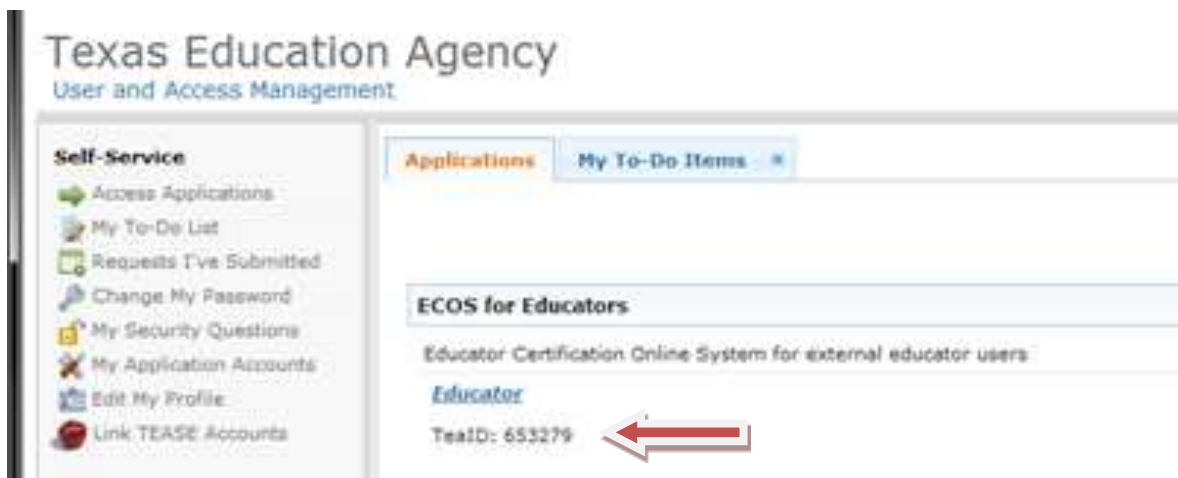 Texas Education Agency
User and Access Management
Self-Service
Access Applications
My To-Do List
Requests I've Submitted
Change My Password
My Security Questions
My Application Accounts
Edit My Profile
Link TEASE Accounts
Applications
My To-Do Items
ECOS for Educators
Educator Certification Online System for external educator users
Educator
TeaID: 653279